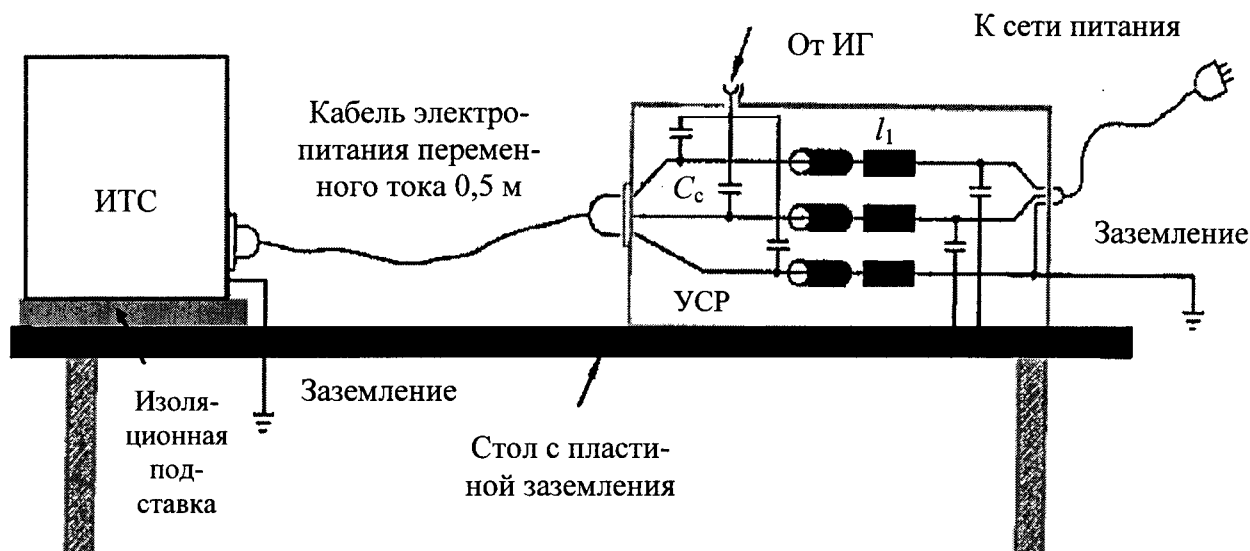 К сети питания
От ИГ
Кабель электро-
питания перемен-
ного тока 0,5 м
l₁
ИТС
Cс
Заземление
УСР
Заземление
Изоля-
ционная
под-
ставка
Стол с пласти-
ной заземления